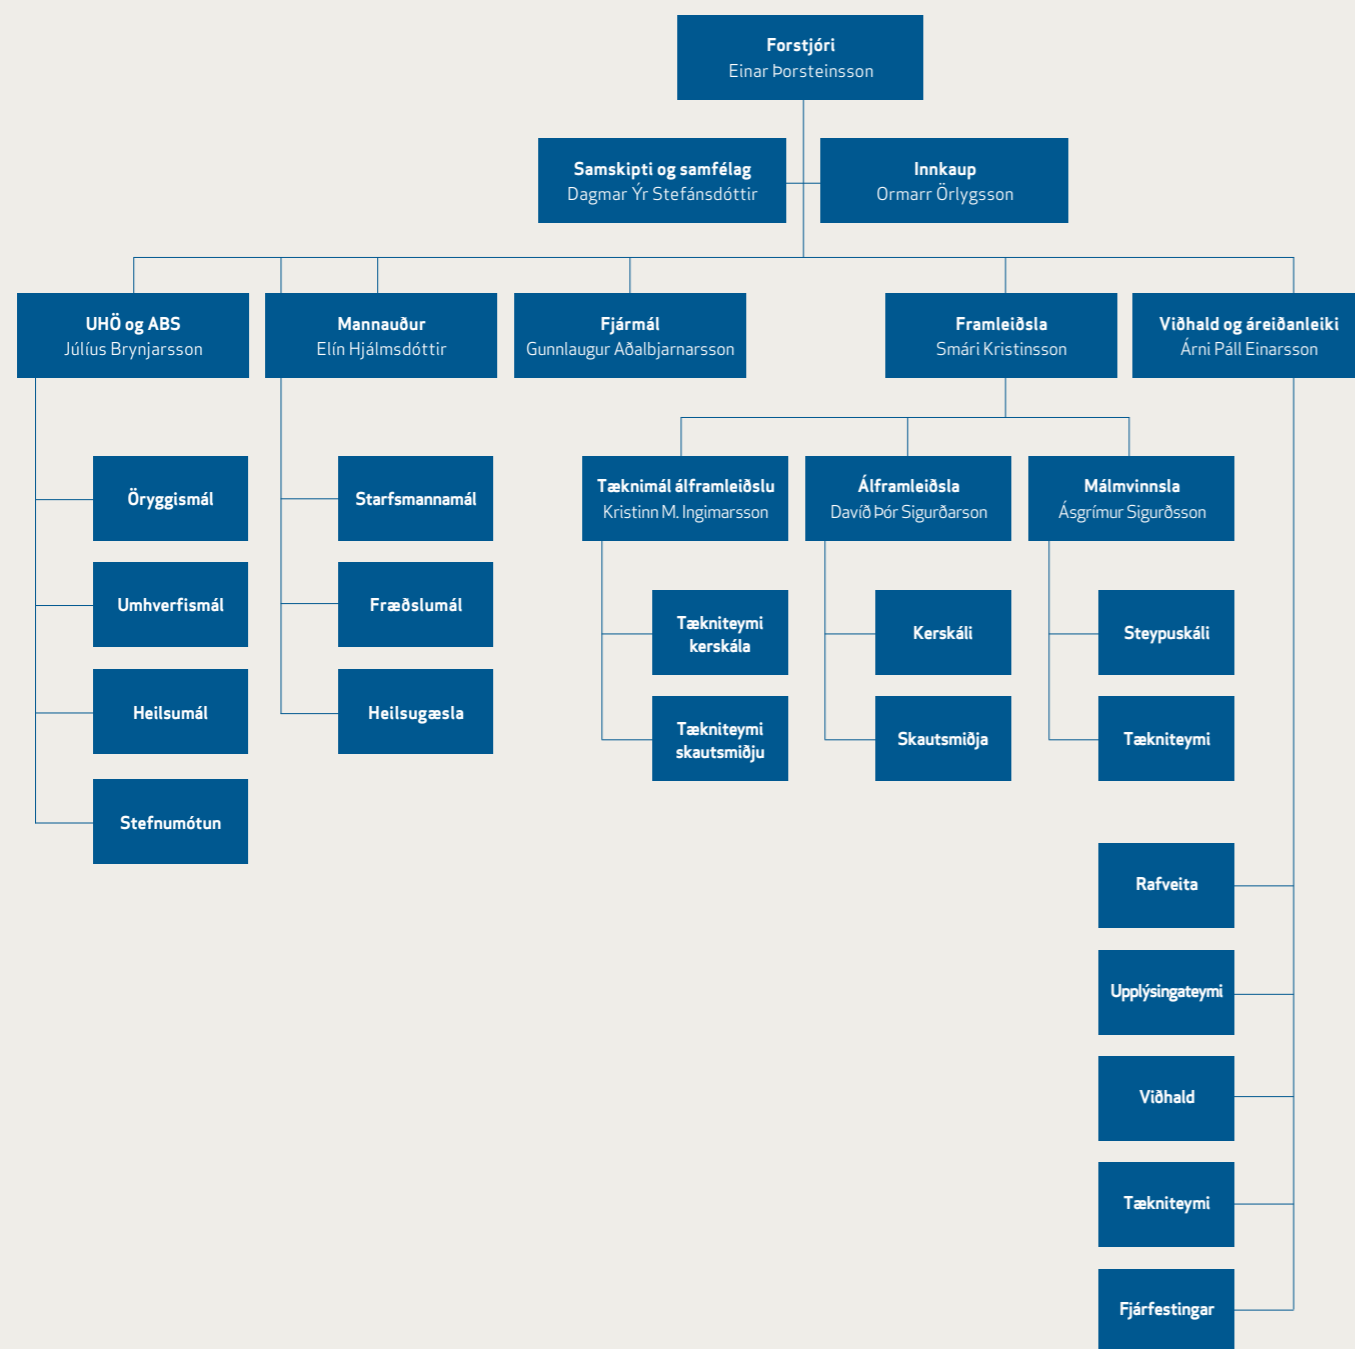 Forstjóri
Einar Þorsteinsson
Samskipti og samfélag
Dagmar Ýr Stefánsdóttir
Innkaup
Ormarr Örlygsson
UHÖ og ABS
Júlíus Brynjarsson
Mannauður
Elín Hjálmsdóttir
Fjármál
Gunnlaugur Aðalbjarnarsson
Framleiðsla
Smári Kristinsson
Viðhald og áreiðanleiki
Árni Páll Einarsson
Öryggismál
Umhverfismál
Heilsumál
Stefnumótun
Starfsmannamál
Fræðslumál
Heilsugæsla
Tæknimál álframleiðslu
Kristinn M. Ingimarsson
Tækniteymi
kerskála
Tækniteymi
skautsmiðju
Álframleiðsla
Davíð Þór Sigurðarson
Kerskáli
Skautsmiðja
Málmvinnsla
Ásgrímur Sigurðsson
Steypuskáli
Tækniteymi
Rafveita
Upplýsingateymi
Viðhald
Tækniteymi
Fjárfestingar